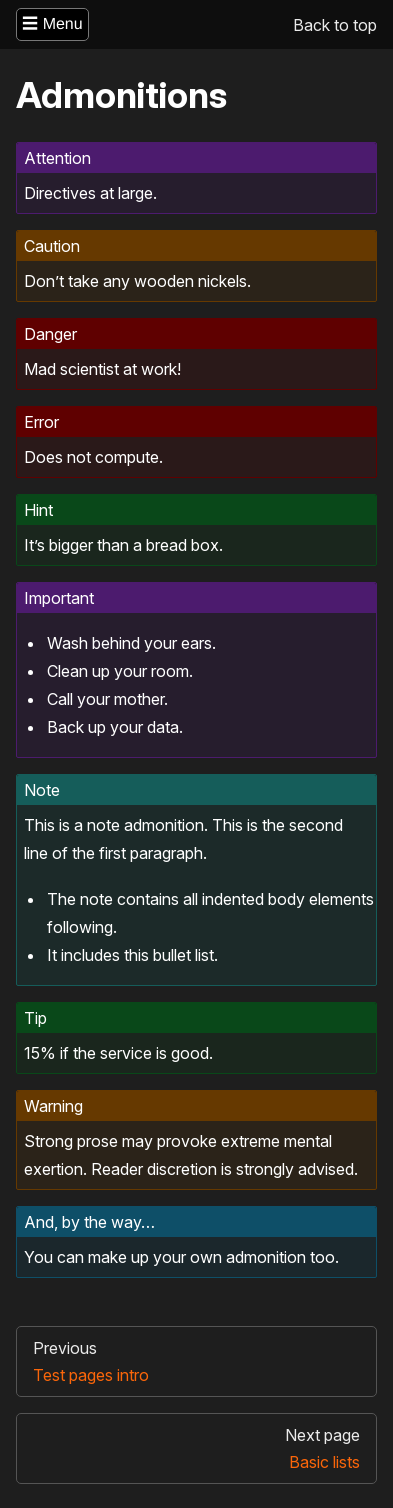 ☰ Menu
Back to top
Admonitions
Attention
Directives at large.
Caution
Don’t take any wooden nickels.
Danger
Mad scientist at work!
Error
Does not compute.
Hint
It’s bigger than a bread box.
Important
• Wash behind your ears.
• Clean up your room.
• Call your mother.
• Back up your data.
Note
This is a note admonition. This is the second
line of the first paragraph.
• The note contains all indented body elements
following.
• It includes this bullet list.
Tip
15% if the service is good.
Warning
Strong prose may provoke extreme mental
exertion. Reader discretion is strongly advised.
And, by the way…
You can make up your own admonition too.
Previous
Test pages intro
Next page
Basic lists